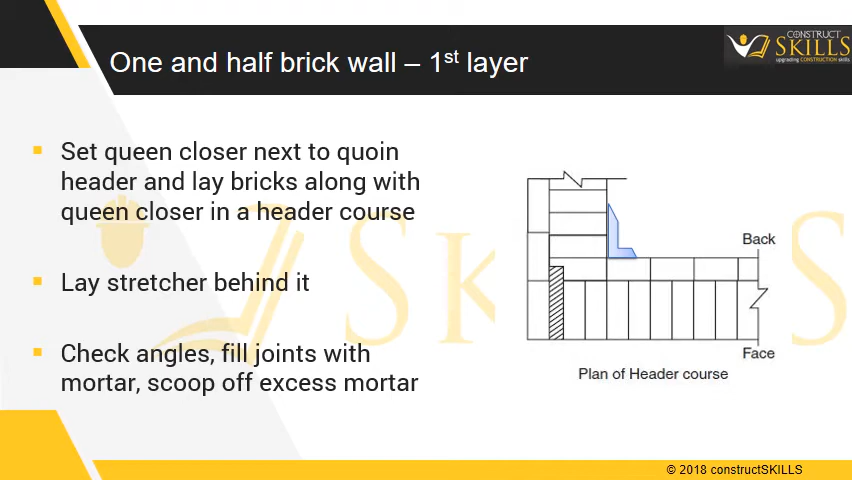 CONSTRUCT
SKILLS
upgrading CONSTRUCTION skills
One and half brick wall – 1st layer
Set queen closer next to quoin
header and lay bricks along with
queen closer in a header course
Lay stretcher behind it
Check angles, fill joints with
mortar, scoop off excess mortar
Back
Face
Plan of Header course
© 2018 constructSKILLS